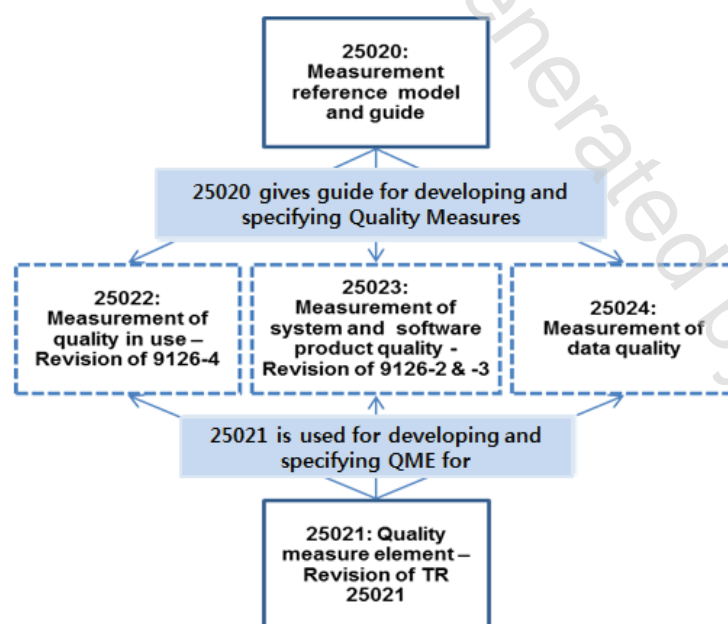 25020:
Measurement
reference model
and guide
25020 gives guide for developing and
specifying Quality Measures
25022:
Measurement of
quality in use –
Revision of 9126-4
25023:
Measurement of
system and software
product quality -
Revision of 9126-2 & -3
25024:
Measurement of
data quality
25021 is used for developing and
specifying QME for
25021: Quality
measure element –
Revision of TR
25021